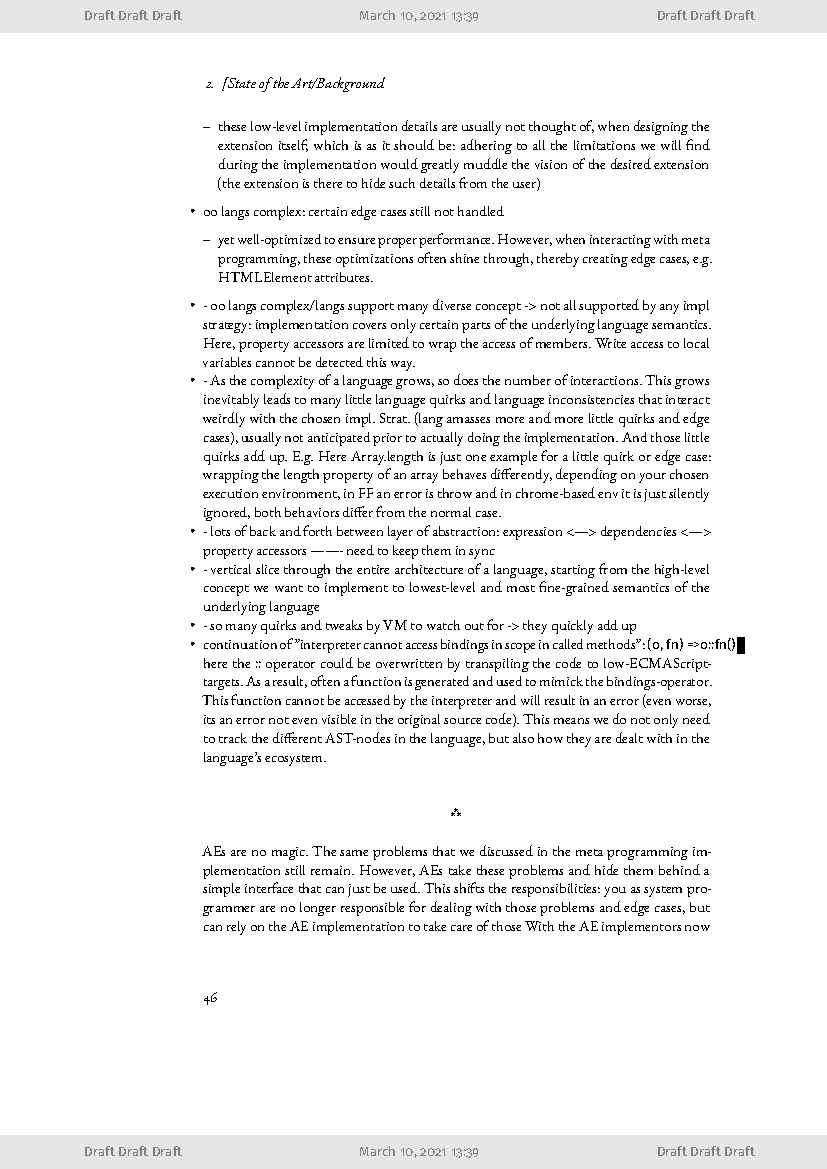 Draft Draft Draft March 10, 2021 13:39 Draft Draft Draft
2. [State of the Art/Background
– these low-level implementation details are usually not thought of, when designing the
extension itself, which is as it should be: adhering to all the limitations we will find
during the implementation would greatly muddle the vision of the desired extension
(the extension is there to hide such details from the user)
• oo langs complex: certain edge cases still not handled
– yet well-optimized to ensure proper performance. However, when interacting with meta
programming, these optimizations often shine through, thereby creating edge cases, e.g.
HTMLElement attributes.
• - oo langs complex/langs support many diverse concept -> not all supported by any impl
strategy: implementation covers only certain parts of the underlying language semantics.
Here, property accessors are limited to wrap the access of members. Write access to local
variables cannot be detected this way.
• - As the complexity of a language grows, so does the number of interactions. This grows
inevitably leads to many little language quirks and language inconsistencies that interact
weirdly with the chosen impl. Strat. (lang amasses more and more little quirks and edge
cases), usually not anticipated prior to actually doing the implementation. And those little
quirks add up. E.g. Here Array.length is just one example for a little quirk or edge case:
wrapping the length property of an array behaves differently, depending on your chosen
execution environment, in FF an error is throw and in chrome-based env it is just silently
ignored, both behaviors differ from the normal case.
• - lots of back and forth between layer of abstraction: expression <—> dependencies <—>
property accessors ——- need to keep them in sync
• - vertical slice through the entire architecture of a language, starting from the high-level
concept we want to implement to lowest-level and most fine-grained semantics of the
underlying language
• - so many quirks and tweaks by VM to watch out for -> they quickly add up
• continuation of ”interpreter cannot access bindings in scope in called methods”: (o, fn) =>o::fn()
here the :: operator could be overwritten by transpiling the code to low-ECMAScript-
targets. As a result, often a function is generated and used to mimick the bindings-operator.
This function cannot be accessed by the interpreter and will result in an error (even worse,
its an error not even visible in the original source code). This means we do not only need
to track the different AST-nodes in the language, but also how they are dealt with in the
language’s ecosystem.
⁂
AEs are no magic. The same problems that we discussed in the meta programming im-
plementation still remain. However, AEs take these problems and hide them behind a
simple interface that can just be used. This shifts the responsibilities: you as system pro-
grammer are no longer responsible for dealing with those problems and edge cases, but
can rely on the AE implementation to take care of those With the AE implementors now
46
Draft Draft Draft March 10, 2021 13:39 Draft Draft Draft